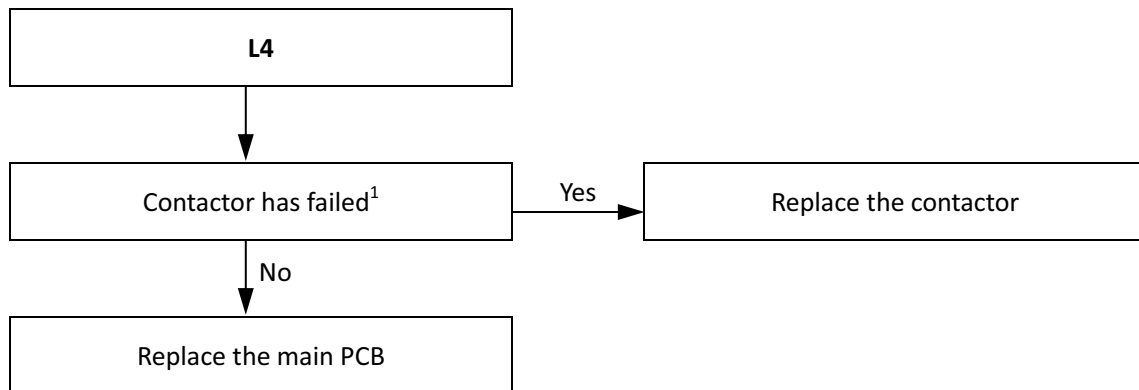 L4
Contactor has failed¹
Yes
Replace the contactor
No
Replace the main PCB